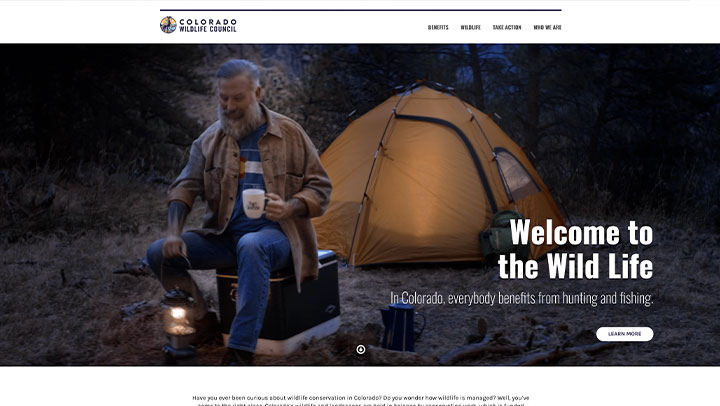 COLORADO
WILDLIFE COUNCIL
BENEFITS WILDLIFE TAKE ACTION WHO WE ARE
Welcome to
the Wild Life
In Colorado, everybody benefits from hunting and fishing.
LEARN MORE
Have you ever been curious about wildlife conservation in Colorado? Do you wonder how wildlife is managed? Well, you've